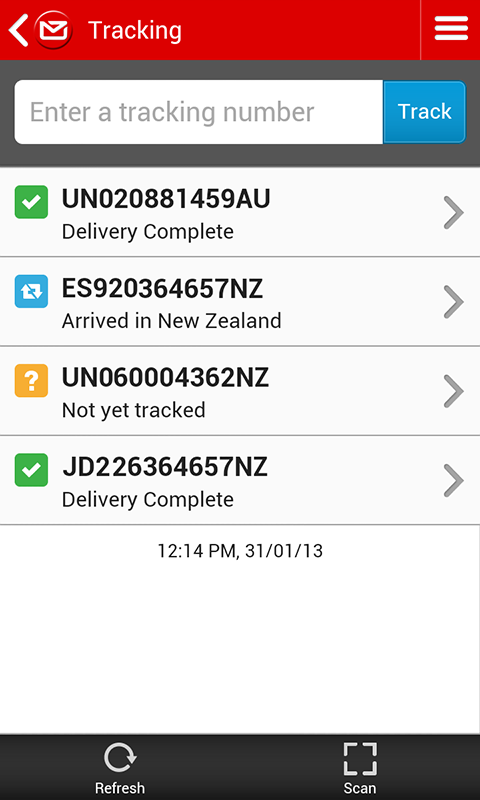 Tracking
Enter a tracking number
Track
UN020881459AU
Delivery Complete
ES920364657NZ
Arrived in New Zealand
?
UN060004362NZ
Not yet tracked
JD226364657NZ
Delivery Complete
12:14 PM, 31/01/13
Refresh
Scan